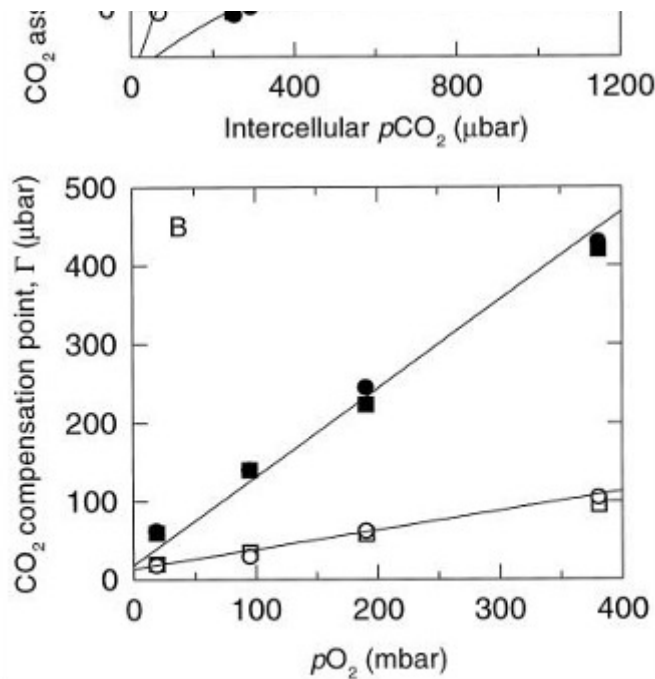 CO2 ass
0
0 400 800 1200
Intercellular pCO2 (μbar)
CO2 compensation point, Γ (μbar)
500
400
300
200
100
0
B
0 100 200 300 400
pO2 (mbar)